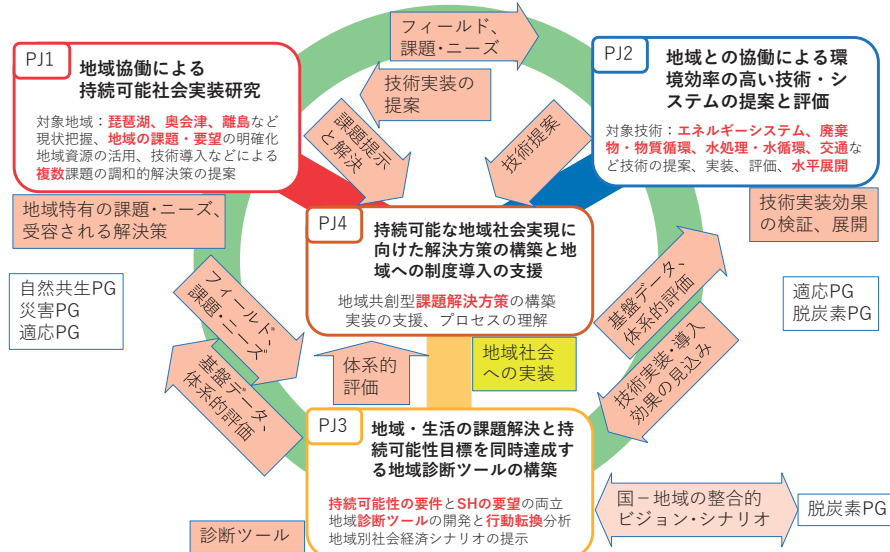 フィールド、
課題・ニーズ
技術実装の
提案
PJ1
地域協働による
持続可能社会実装研究
対象地域：琵琶湖、奥会津、離島など
現状把握、地域の課題・要望の明確化
地域資源の活用、技術導入などによる
複数課題の調和的解決策の提案
PJ2
地域との協働による環
境効率の高い技術・シ
ステムの提案と評価
対象技術：エネルギーシステム、廃棄
物・物質循環、水処理・水循環、交通な
ど技術の提案、実装、評価、水平展開
課題提示
と解決
技術提案
地域特有の課題・ニーズ、
受容される解決策
技術実装効果
の検証、展開
PJ4
持続可能な地域社会実現に
向けた解決方策の構築と地
域への制度導入の支援
地域共創型課題解決方策の構築
実装の支援、プロセスの理解
自然共生PG
災害PG
適応PG
フィールド、
課題・ニーズ
基盤データ、
体系的評価
基盤データ、
体系的評価
技術実装・導入
効果の見込み
適応PG
脱炭素PG
体系的
評価
地域社会
への実装
PJ3
地域・生活の課題解決と持
続可能性目標を同時達成す
る地域診断ツールの構築
持続可能性の要件とSHの要望の両立
地域診断ツールの開発と行動転換分析
地域別社会経済シナリオの提示
診断ツール
国－地域の整合的
ビジョン・シナリオ
脱炭素PG